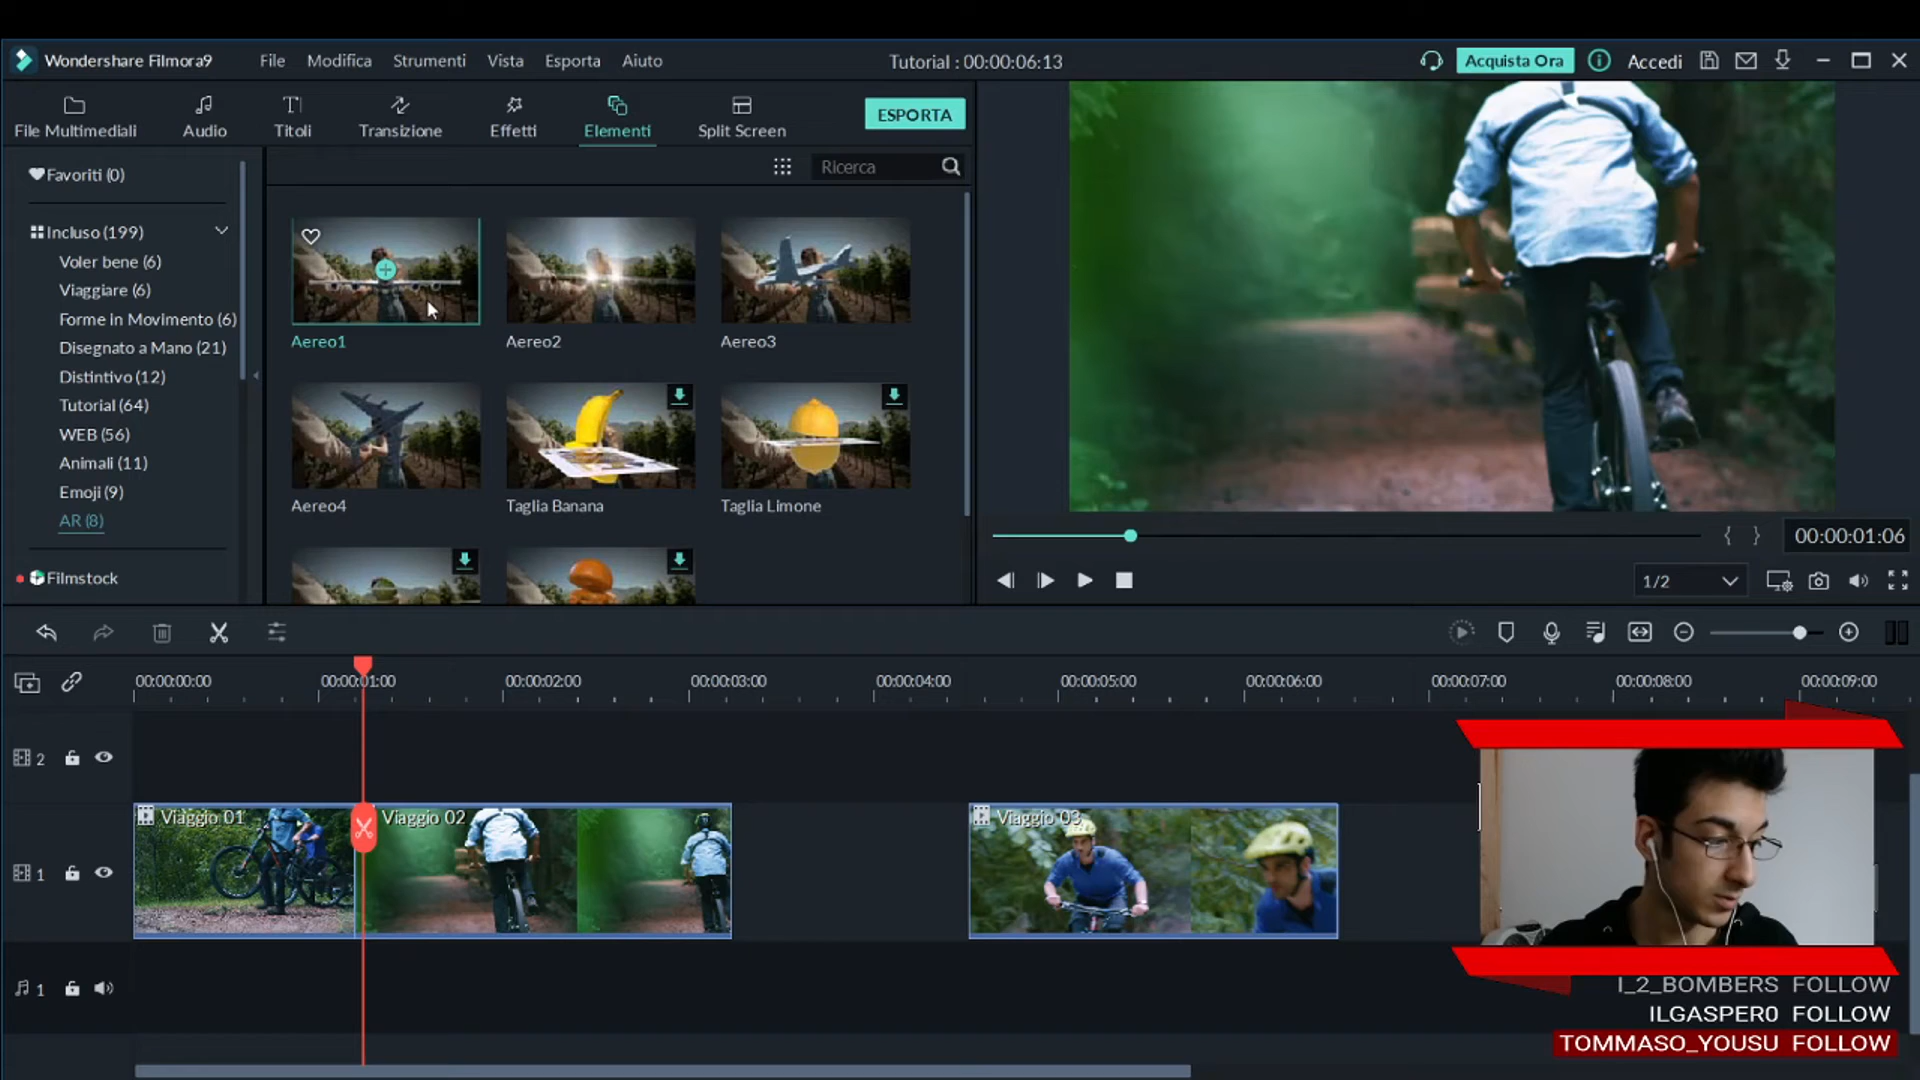 Wondershare Filmora9
File Modifica Strumenti Vista Esporta Aiuto
Tutorial : 00:00:06:13
Acquista Ora
Accedi
File Multimediali
Audio
Titoli
Transizione
Effetti
Elementi
Split Screen
ESPORTA
Favoriti (0)
Incluso (199)
Voler bene (6)
Viaggiare (6)
Forme in Movimento (6)
Disegnato a Mano (21)
Distintivo (12)
Tutorial (64)
WEB (56)
Animali (11)
Emoji (9)
AR (8)
Filmstock
Ricerca
Aereo1
Aereo2
Aereo3
Aereo4
Taglia Banana
Taglia Limone
00:00:01:06
1/2
00:00:00:00
00:00:01:00
00:00:02:00
00:00:03:00
00:00:04:00
00:00:05:00
00:00:06:00
00:00:07:00
00:00:08:00
00:00:09:00
2
Viaggio 01
Viaggio 02
Viaggio 03
1
1
I_2_BOMBERS FOLLOW
ILGASPER0 FOLLOW
TOMMASO_YOUSU FOLLOW